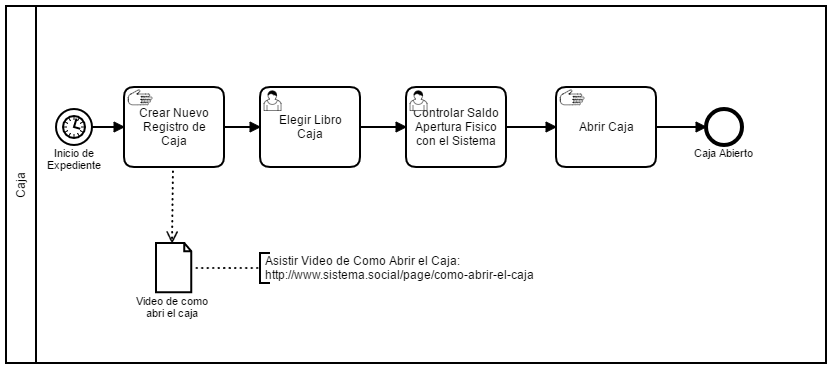 Caja
Inicio de
Expediente
Crear Nuevo
Registro de
Caja
Elegir Libro
Caja
Controlar Saldo
Apertura Fisico
con el Sistema
Abrir Caja
Caja Abierto
Video de como
abri el caja
Asistir Video de Como Abrir el Caja:
http://www.sistema.social/page/como-abrir-el-caja